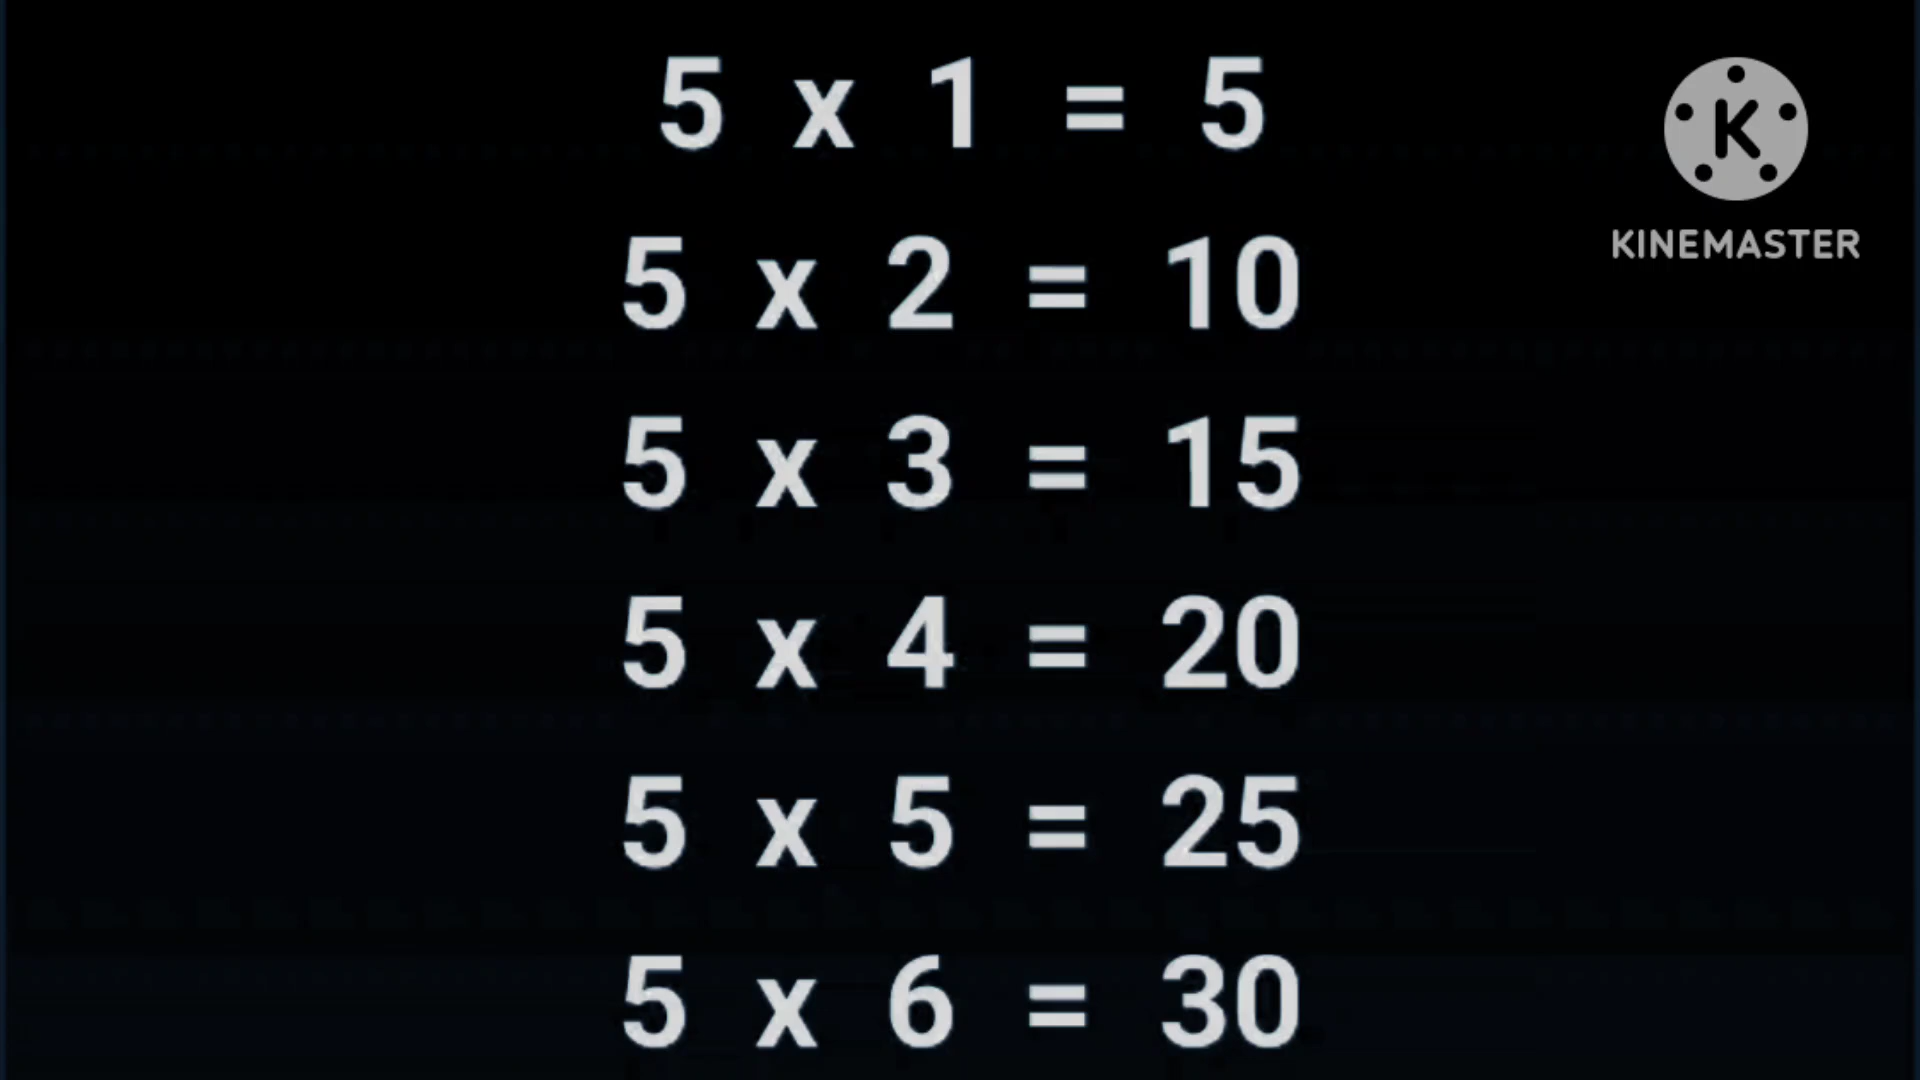 5 x 1 = 5
5 x 2 = 10
5 x 3 = 15
5 x 4 = 20
5 x 5 = 25
5 x 6 = 30
K
KINEMASTER